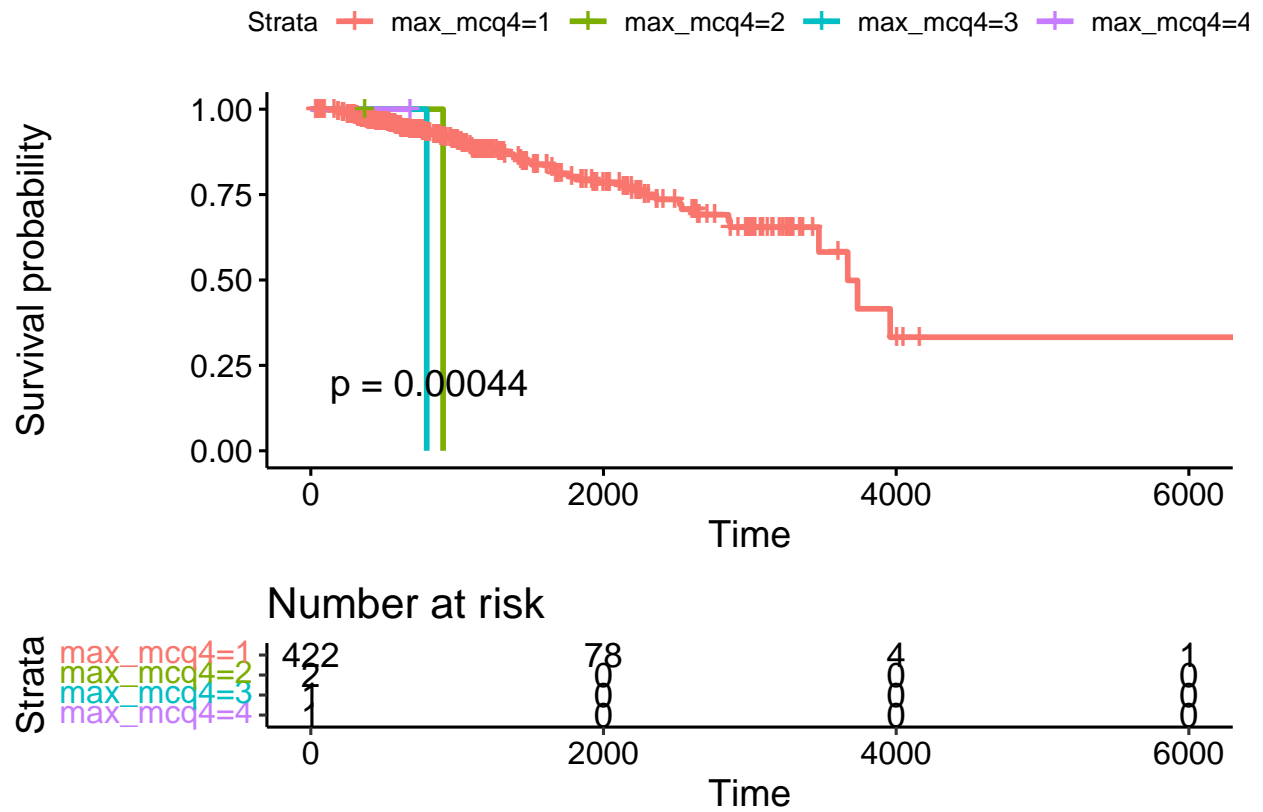 Strata max_mcq4=1 max_mcq4=2 max_mcq4=3 max_mcq4=4
Survival probability
1.00
0.75
0.50
0.25
0.00
p = 0.00044
0 2000 4000 6000
Time
Number at risk
Strata
max_mcq4=1 422 78 4 1
max_mcq4=2 2 0 0 0
max_mcq4=3 1 0 0 0
max_mcq4=4 1 0 0 0
0 2000 4000 6000
Time